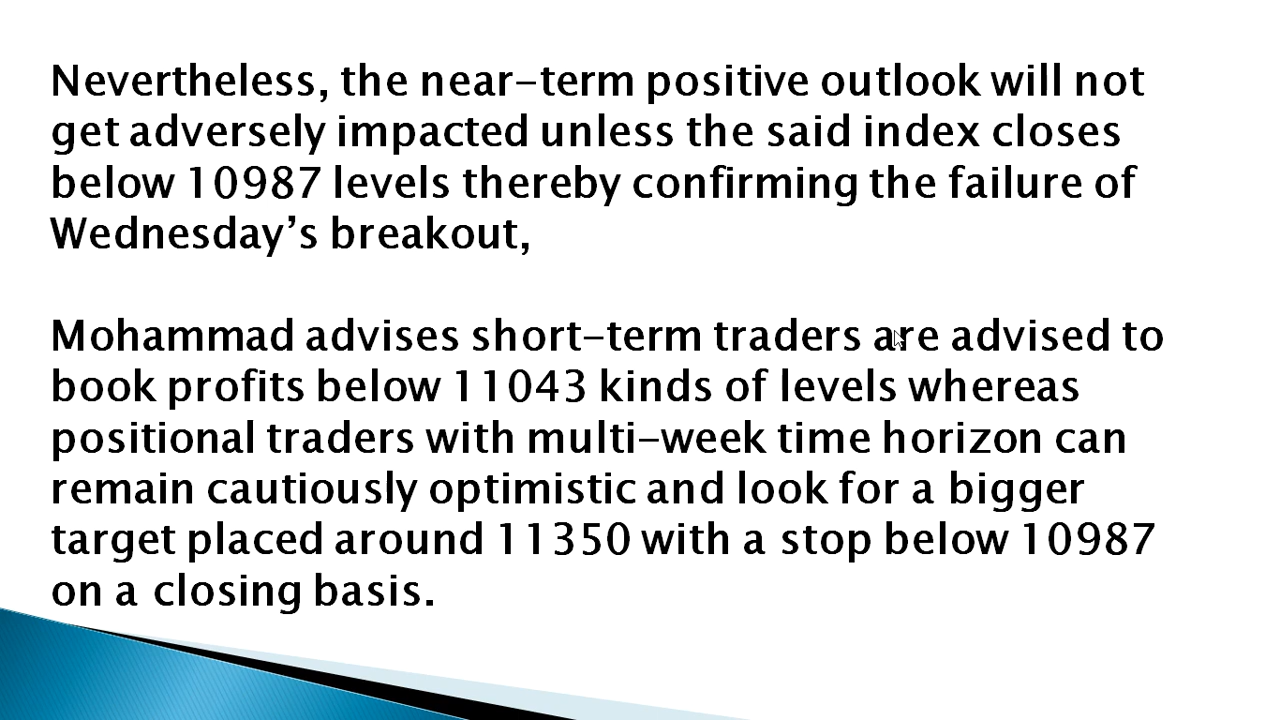 Nevertheless, the near-term positive outlook will not
get adversely impacted unless the said index closes
below 10987 levels thereby confirming the failure of
Wednesday’s breakout,
Mohammad advises short-term traders are advised to
book profits below 11043 kinds of levels whereas
positional traders with multi-week time horizon can
remain cautiously optimistic and look for a bigger
target placed around 11350 with a stop below 10987
on a closing basis.